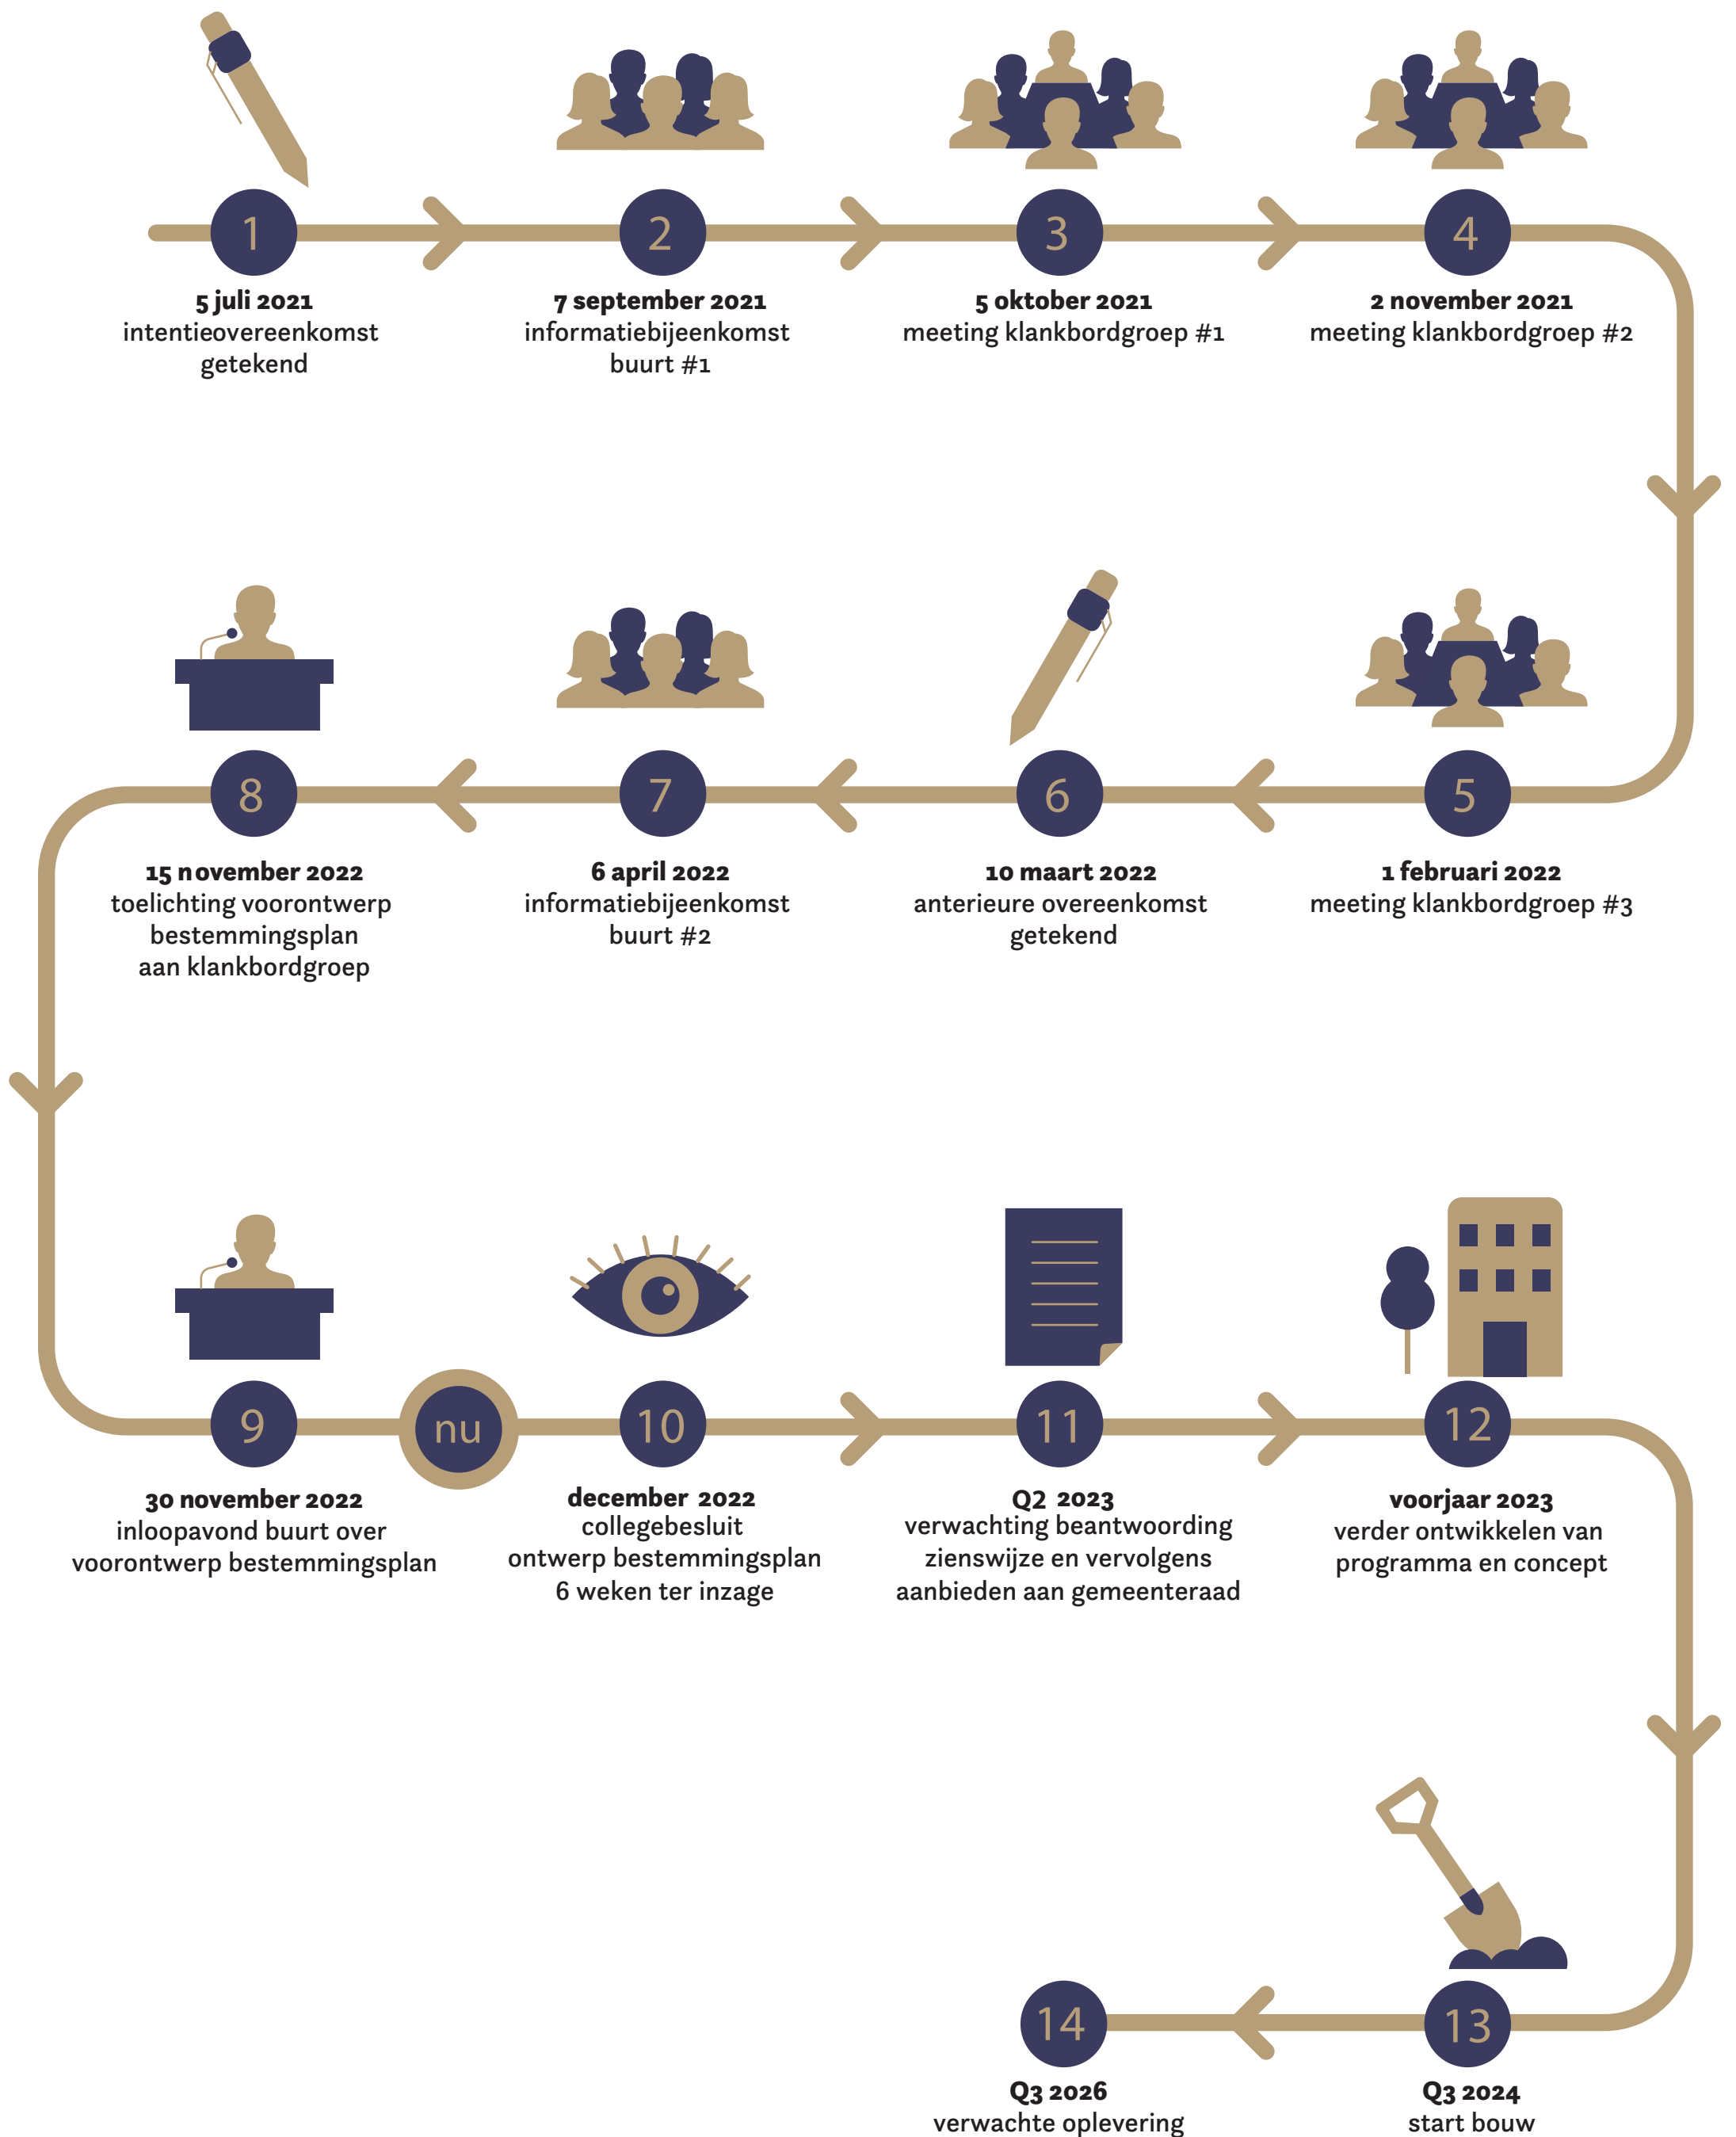 1
5 juli 2021
intentieovereenkomst
getekend
2
7 september 2021
informatiebijeenkomst
buurt #1
3
5 oktober 2021
meeting klankbordgroep #1
4
2 november 2021
meeting klankbordgroep #2
5
1 februari 2022
meeting klankbordgroep #3
6
10 maart 2022
anterieure overeenkomst
getekend
7
6 april 2022
informatiebijeenkomst
buurt #2
8
15 november 2022
toelichting voorontwerp
bestemmingsplan
aan klankbordgroep
9
30 november 2022
inloopavond buurt over
voorontwerp bestemmingsplan
nu
10
december 2022
collegebesluit
ontwerp bestemmingsplan
6 weken ter inzage
11
Q2 2023
verwachting beantwoording
zienswijze en vervolgens
aanbieden aan gemeenteraad
12
voorjaar 2023
verder ontwikkelen van
programma en concept
13
Q3 2024
start bouw
14
Q3 2026
verwachte oplevering